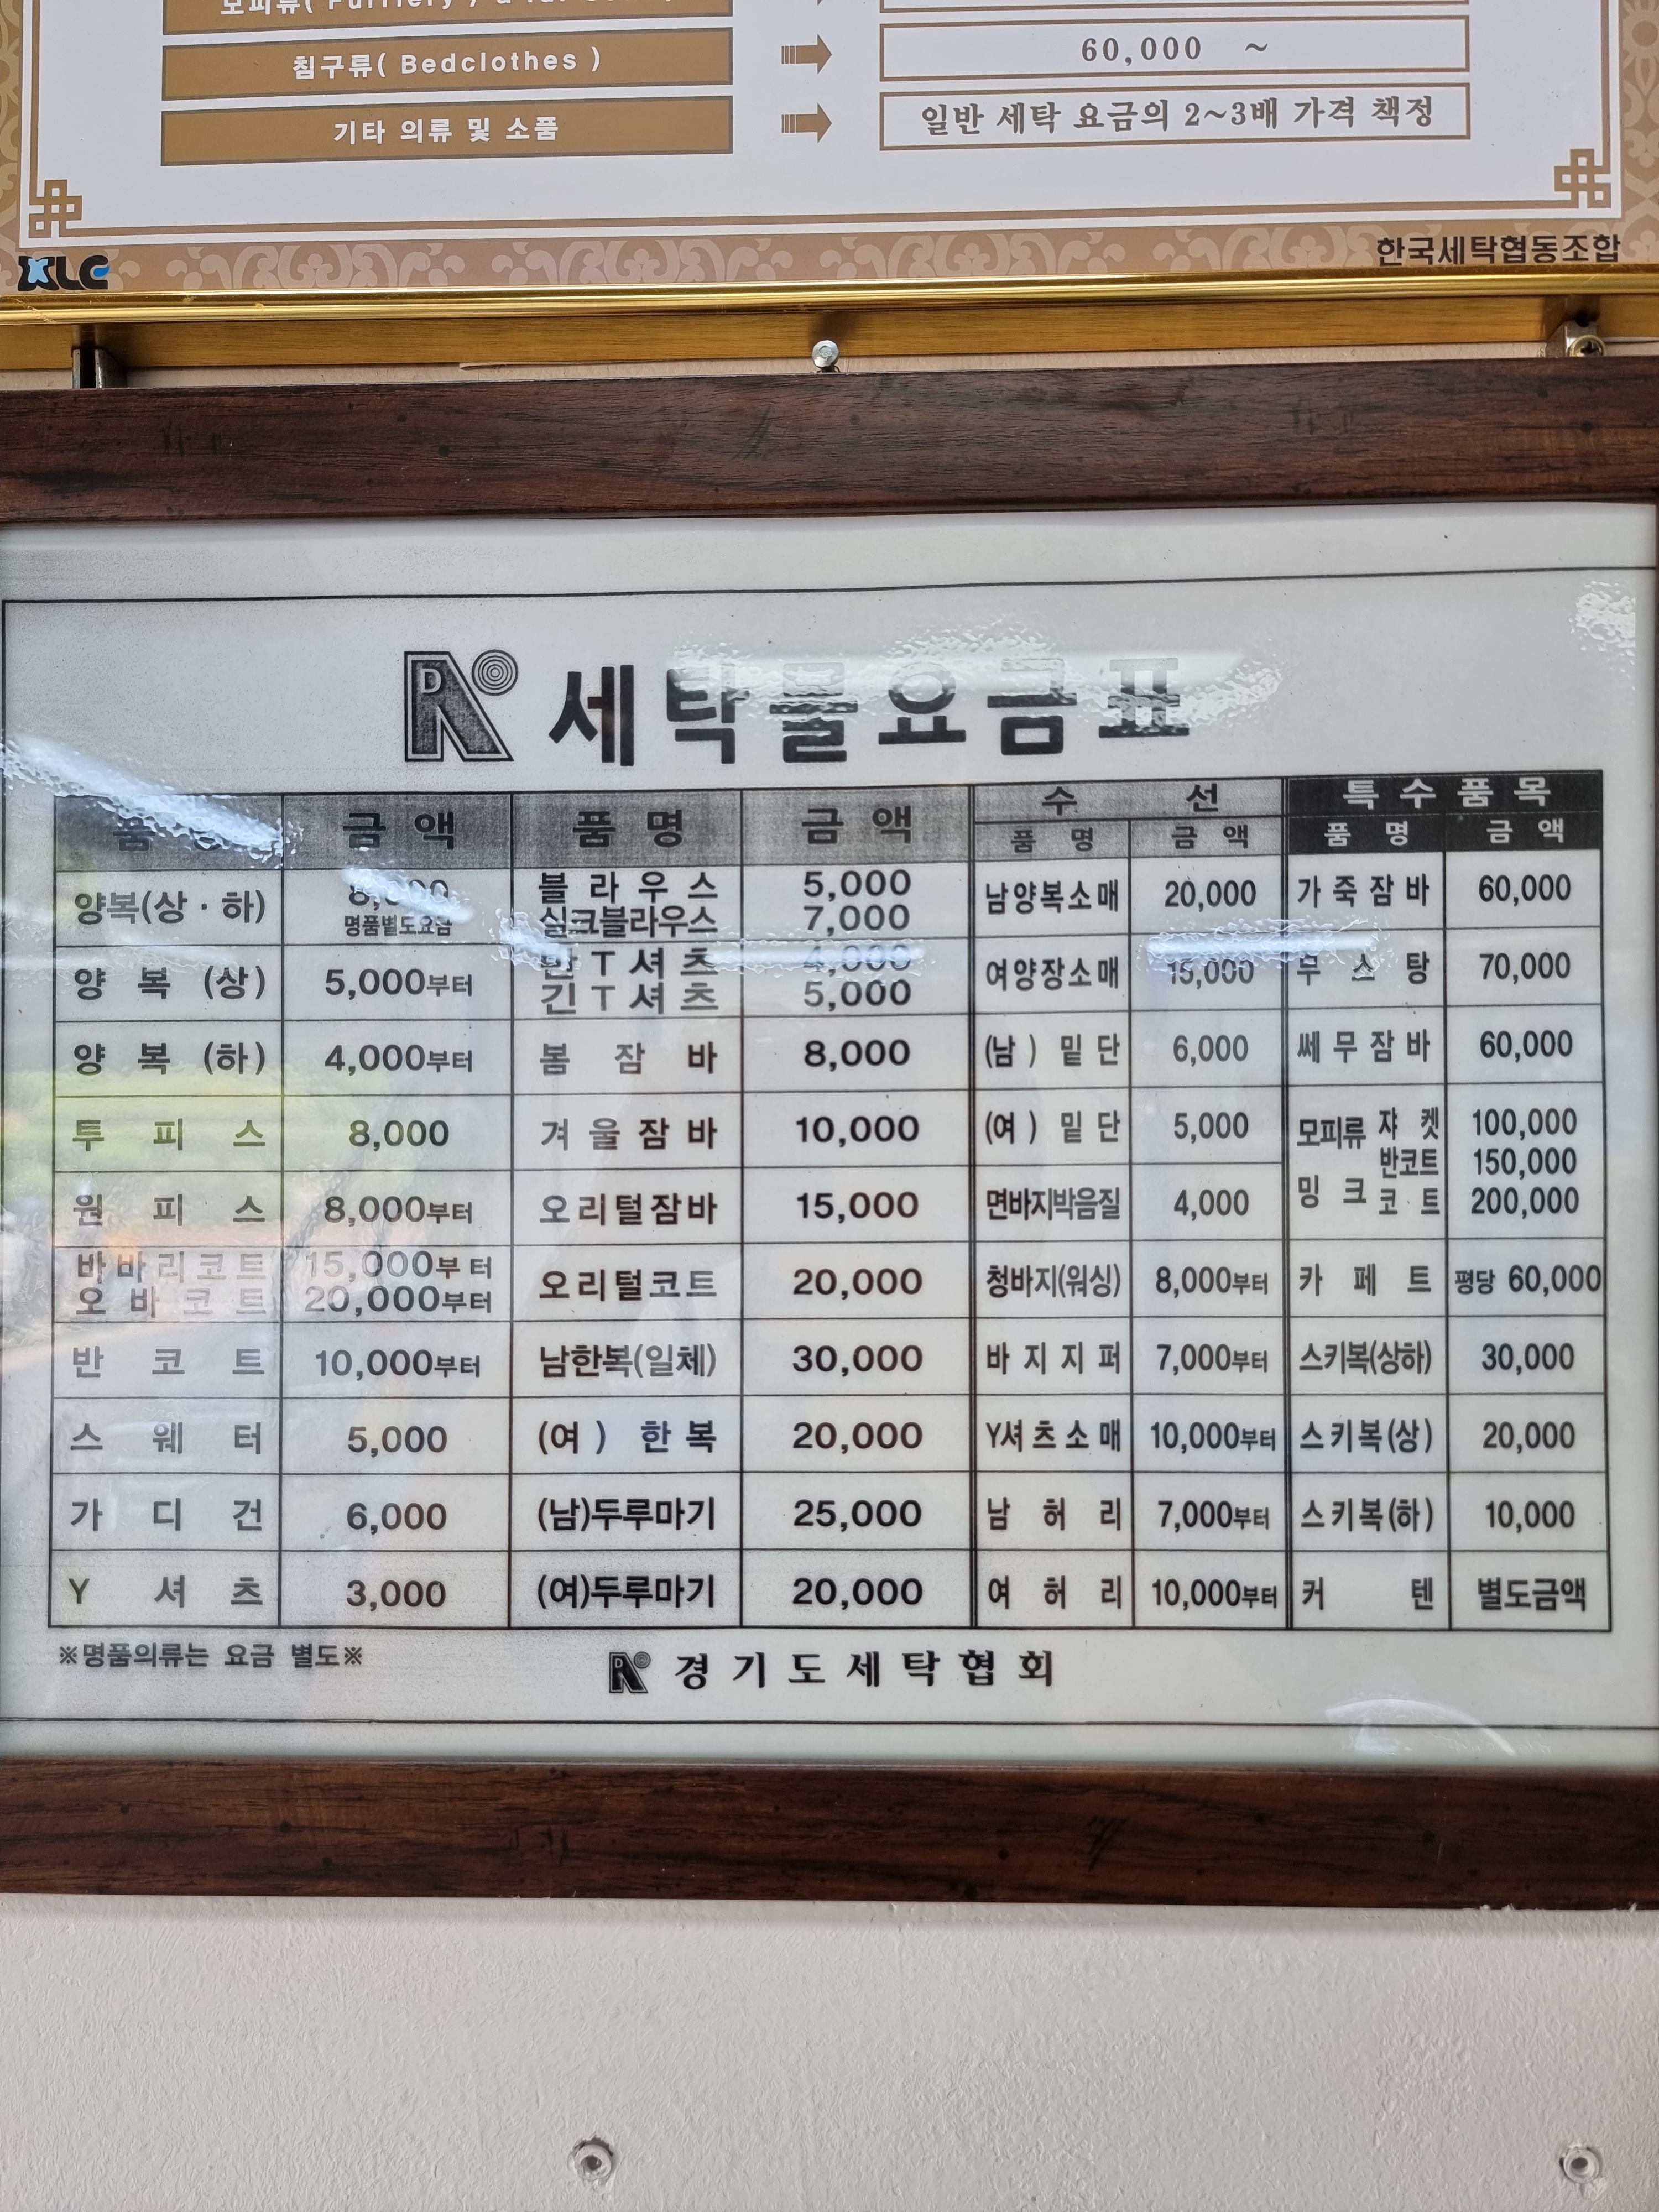 침구류( Bedclothes ) 60,000 ~
기타 의류 및 소품 일반 세탁 요금의 2~3배 가격 책정
KLC 한국세탁협동조합
세탁물요금표
수 선 특수품목
금 액 품 명 금 액 품 명 금 액 품 명 금 액
양복(상·하) 명품별도요금 블라우스 5,000 남양복소매 20,000 가죽잠바 60,000
실크블라우스 7,000
양 복 (상) 5,000부터 반T셔츠 4,000 여양장소매 15,000 무스탕 70,000
긴T셔츠 5,000
양 복 (하) 4,000부터 봄 잠 바 8,000 (남) 밑단 6,000 쎄무잠바 60,000
투 피 스 8,000 겨울잠바 10,000 (여) 밑단 5,000 모피류 쟈 켓 100,000
반코트 150,000
원 피 스 8,000부터 오리털잠바 15,000 면바지박음질 4,000 밍 크 코 트 200,000
바바리코트 15,000부터 오리털코트 20,000 청바지(워싱) 8,000부터 카 페 트 평당 60,000
오 바 코 트 20,000부터
반 코 트 10,000부터 남한복(일체) 30,000 바지지퍼 7,000부터 스키복(상하) 30,000
스 웨 터 5,000 (여) 한복 20,000 Y셔츠소매 10,000부터 스키복(상) 20,000
가 디 건 6,000 (남)두루마기 25,000 남 허 리 7,000부터 스키복(하) 10,000
Y 셔 츠 3,000 (여)두루마기 20,000 여 허 리 10,000부터 커 텐 별도금액
※명품의류는 요금 별도※
경기도세탁협회